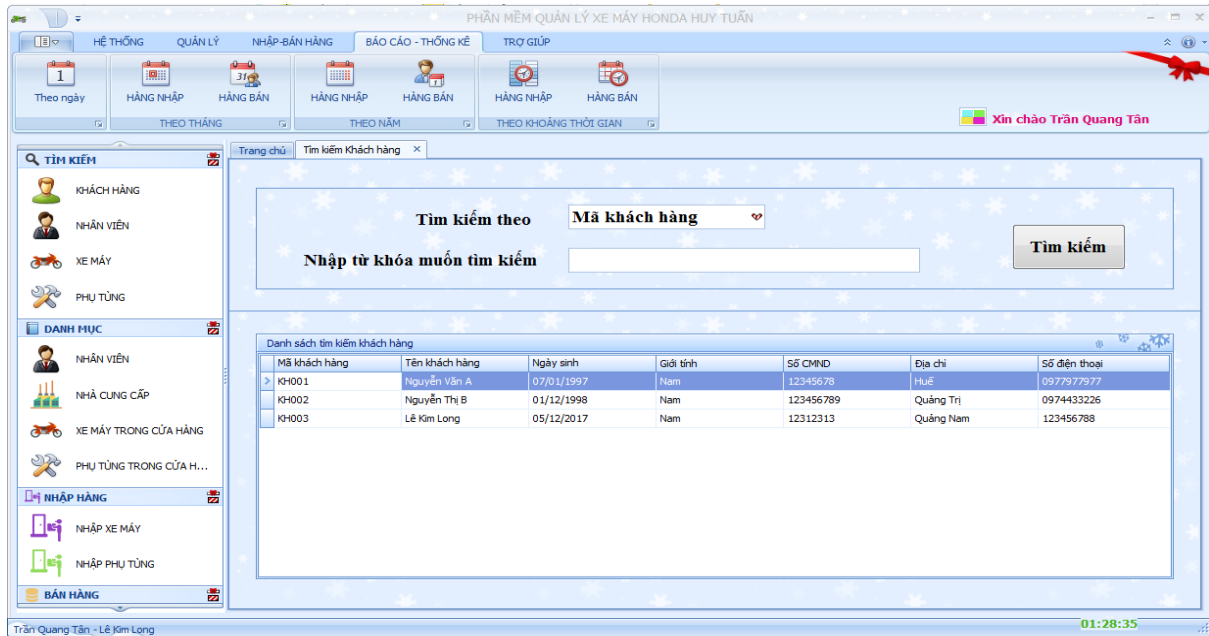 PHẦN MỀM QUẢN LÝ XE MÁY HONDA HUY TUẤN
HỆ THỐNG QUẢN LÝ NHẬP-BÁN HÀNG BÁO CÁO - THỐNG KÊ TRỢ GIÚP
1 31
Theo ngày HÀNG NHẬP HÀNG BÁN HÀNG NHẬP HÀNG BÁN HÀNG NHẬP HÀNG BÁN
THEO THÁNG THEO NĂM THEO KHOẢNG THỜI GIAN
Xin chào Trần Quang Tân
Trang chủ Tìm kiếm Khách hàng
TÌM KIẾM
KHÁCH HÀNG
NHÂN VIÊN
XE MÁY
PHỤ TÙNG
DANH MỤC
NHÂN VIÊN
NHÀ CUNG CẤP
XE MÁY TRONG CỬA HÀNG
PHỤ TÙNG TRONG CỬA H...
NHẬP HÀNG
NHẬP XE MÁY
NHẬP PHỤ TÙNG
BÁN HÀNG
Tìm kiếm theo Mã khách hàng
Nhập từ khóa muốn tìm kiếm
Tìm kiếm
Danh sách tìm kiếm khách hàng
Mã khách hàng Tên khách hàng Ngày sinh Giới tính Số CMND Địa chỉ Số điện thoại
KH001 Nguyễn Văn A 07/01/1997 Nam 12345678 Huế 0977977977
KH002 Nguyễn Thị B 01/12/1998 Nam 123456789 Quảng Trị 0974433226
KH003 Lê Kim Long 05/12/2017 Nam 12312313 Quảng Nam 123456788
Trần Quang Tân - Lê Kim Long 01:28:35